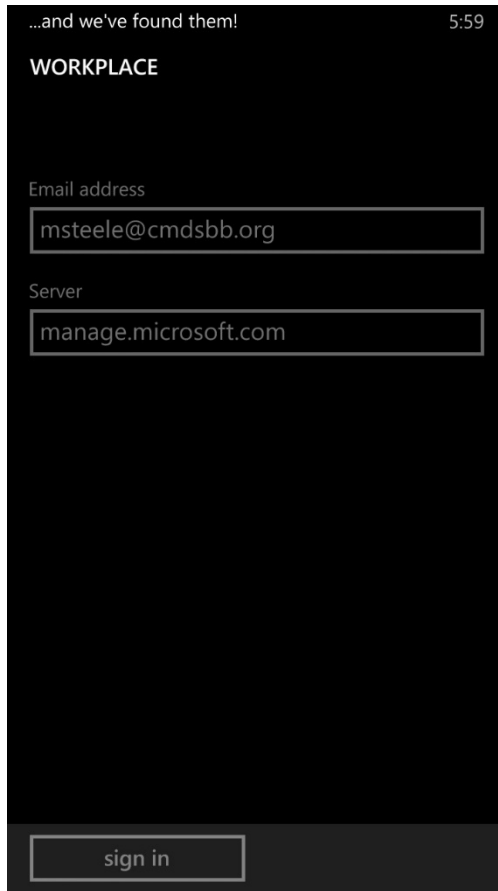 ...and we've found them! 5:59
WORKPLACE
Email address
msteele@cmdsbb.org
Server
manage.microsoft.com
sign in